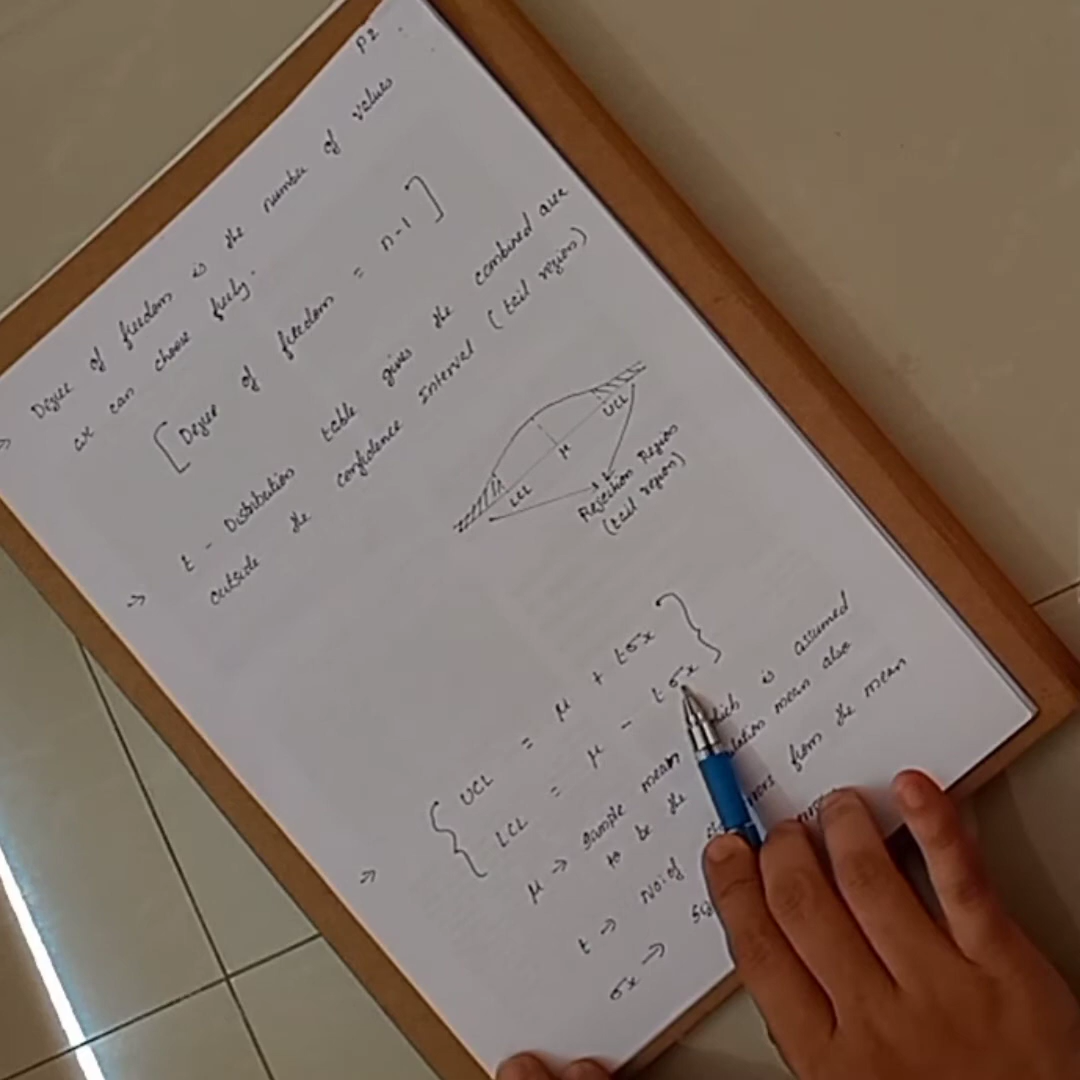 P2
→ Degree of freedom is the number of values
we can choose freely.
[ Degree of freedom = n-1 ]
→ t - Distribution table gives the combined area
outside the confidence interval (tail region)
UCL
μ
LCL
Rejection Region
(tail region)
→ { UCL = μ + tσx }
LCL = μ - tσx
μ → sample mean which is assumed
to be the mean also
t → No: of from the mean
σx →